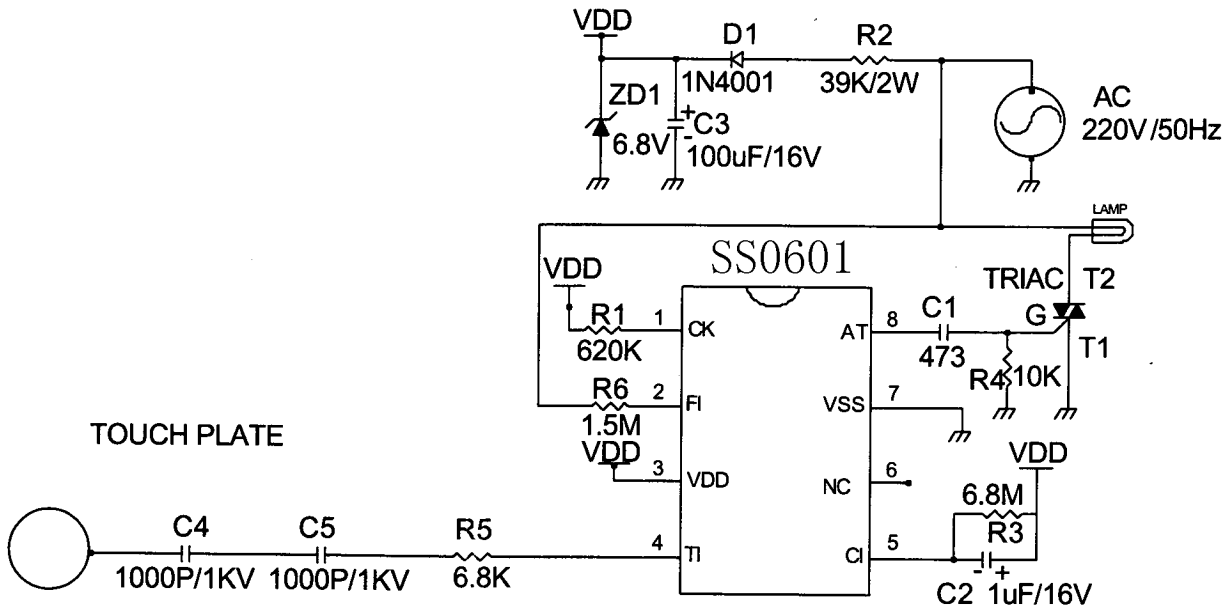 VDD
D1
R2
1N4001
39K/2W
ZD1
6.8V
+
-
C3
100uF/16V
AC
220V/50Hz
LAMP
SS0601
VDD
TRIAC
T2
R1
620K
1
CK
AT
8
C1
473
G
T1
R4
10K
R6
1.5M
2
FI
VSS
7
TOUCH PLATE
VDD
3
VDD
NC
6
VDD
6.8M
R3
C4
1000P/1KV
C5
1000P/1KV
R5
6.8K
4
TI
CI
5
-
+
C2
1uF/16V